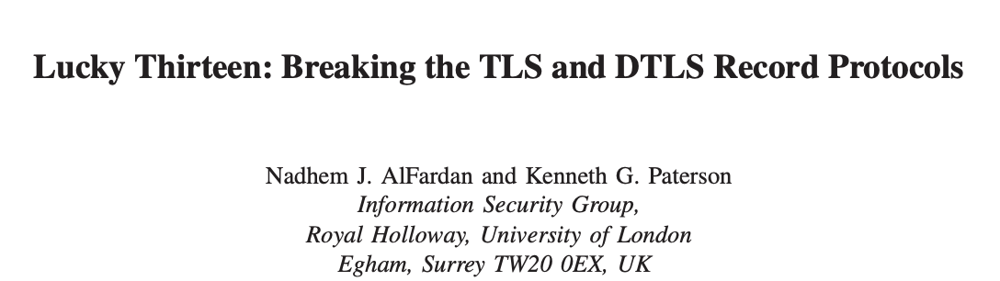 Lucky Thirteen: Breaking the TLS and DTLS Record Protocols
Nadhem J. AlFardan and Kenneth G. Paterson
Information Security Group,
Royal Holloway, University of London
Egham, Surrey TW20 0EX, UK